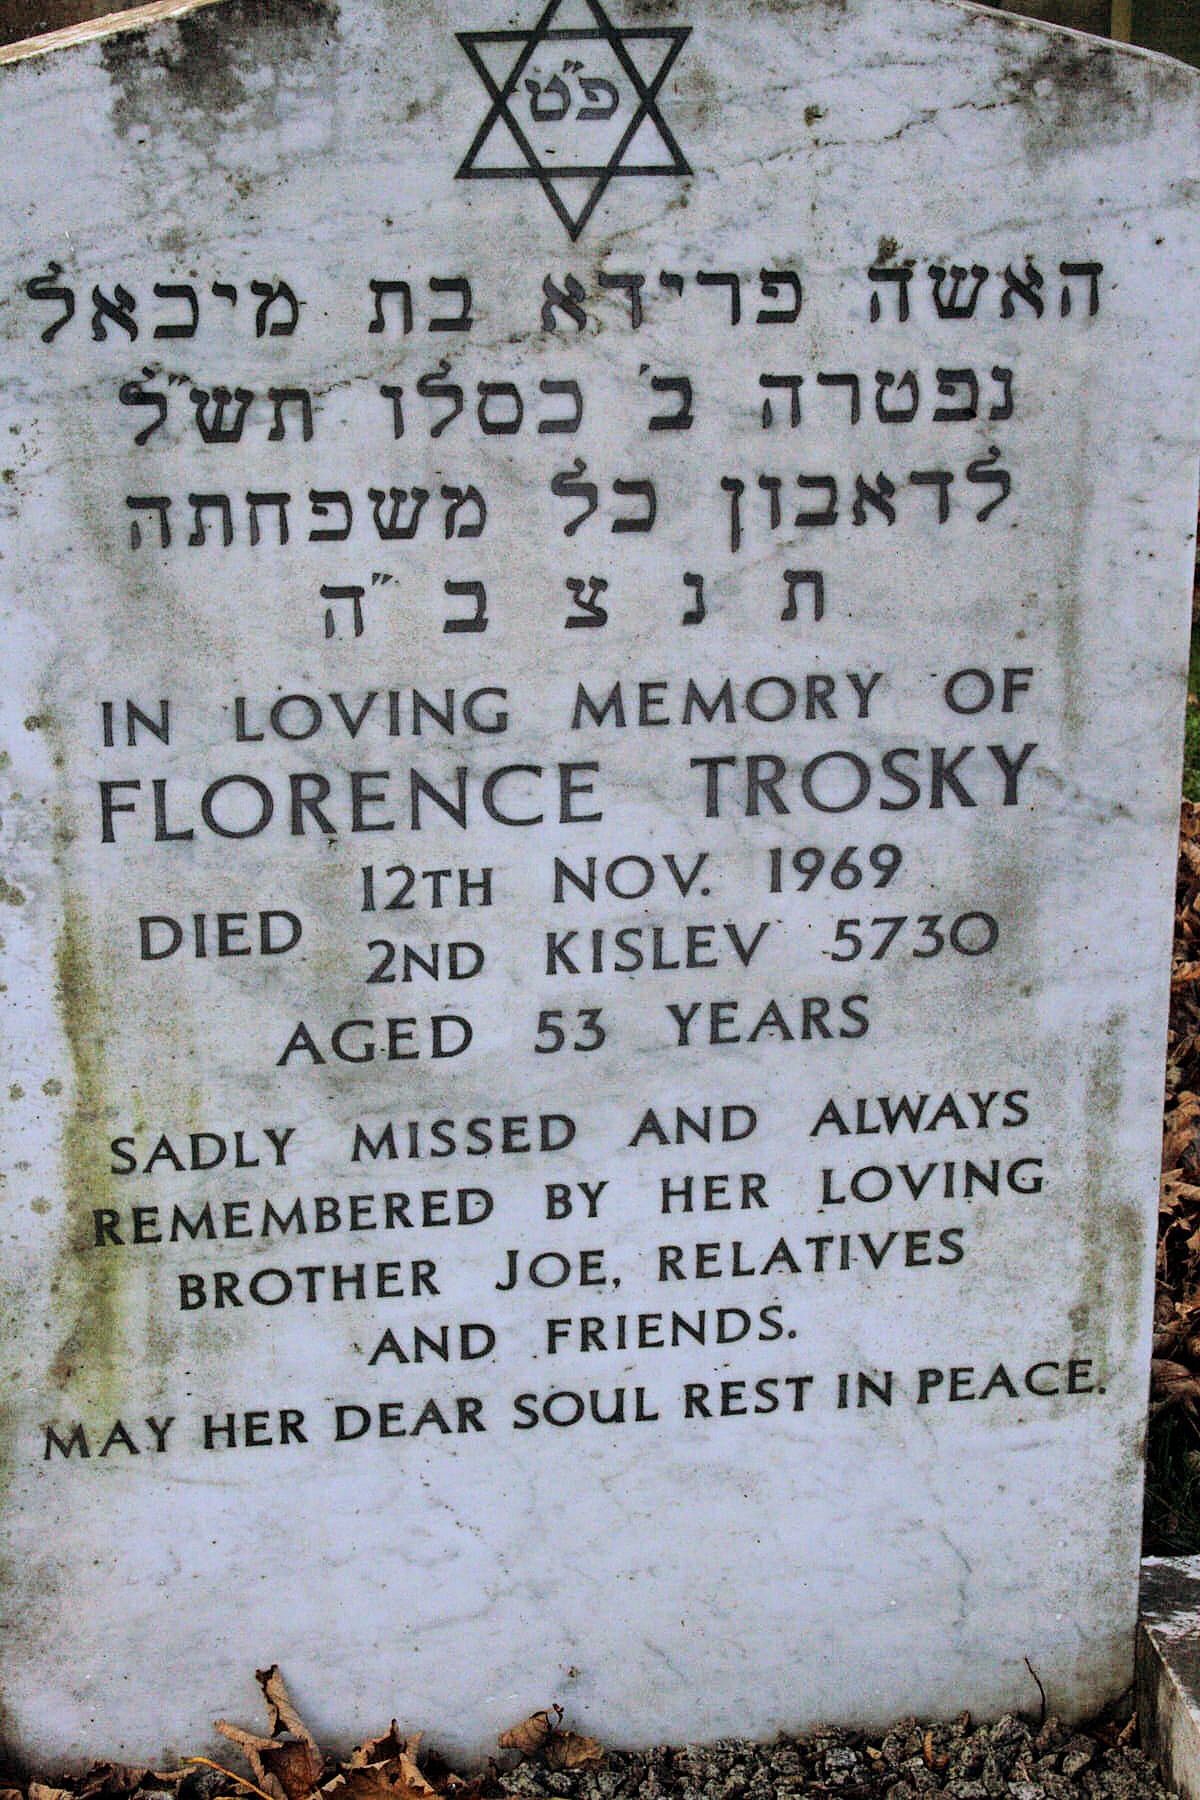 פ״ט
האשה פרידא בת מיכאל
נפטרה ב׳ כסלו תש״ל
לדאבון כל משפחתה
ת נ צ ב ״ה
IN LOVING MEMORY OF
FLORENCE TROSKY
12TH NOV. 1969
DIED
2ND KISLEV 5730
AGED 53 YEARS
SADLY MISSED AND ALWAYS
REMEMBERED BY HER LOVING
BROTHER JOE, RELATIVES
AND FRIENDS.
MAY HER DEAR SOUL REST IN PEACE.